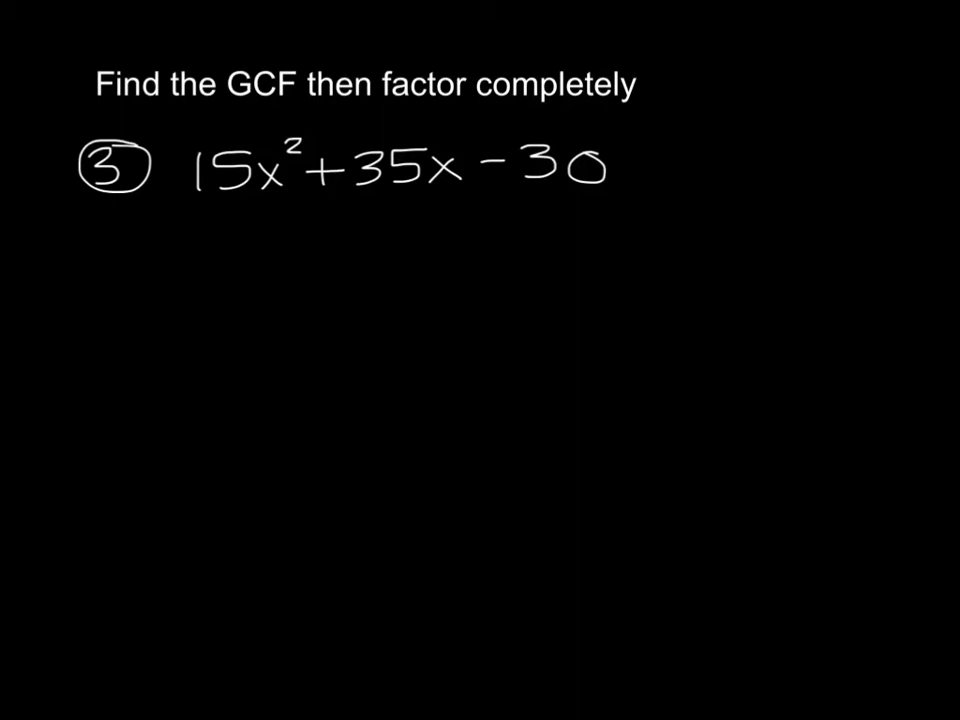 Find the GCF then factor completely
③ 15x² + 35x - 30